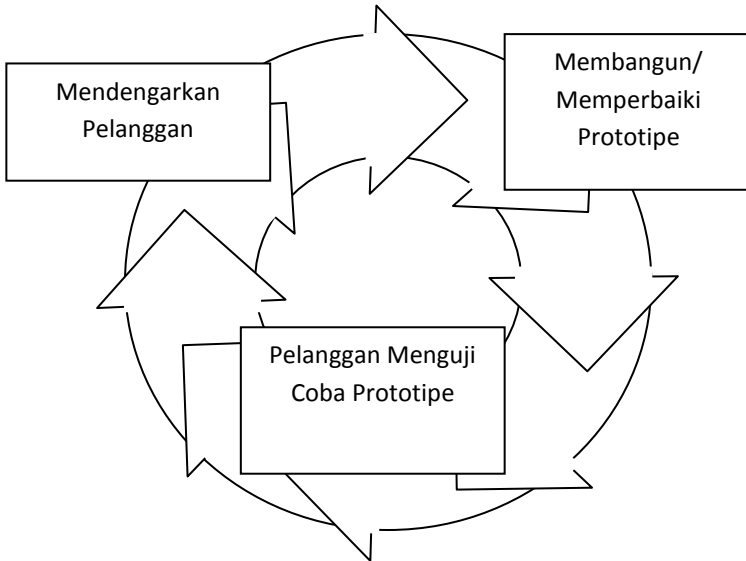 Mendengarkan
Pelanggan
Membangun/
Memperbaiki
Prototipe
Pelanggan Menguji
Coba Prototipe